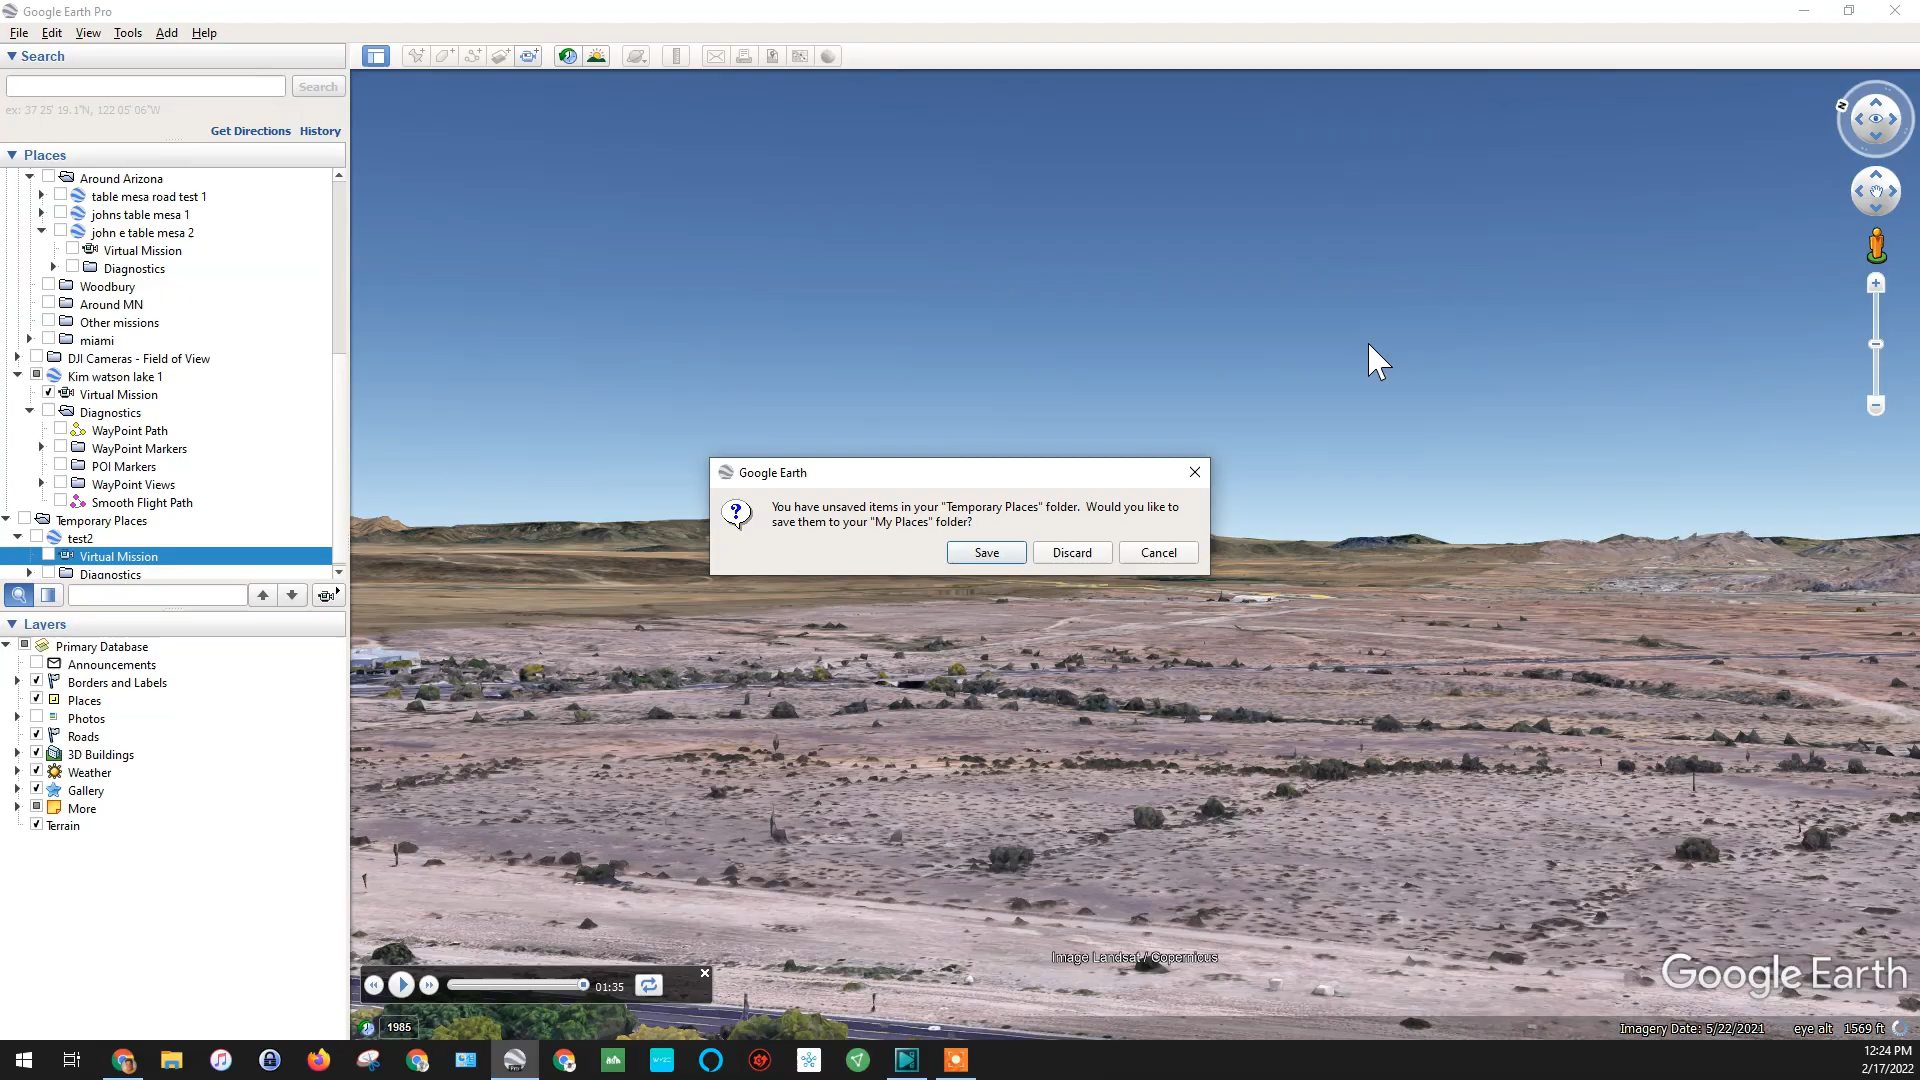 Google Earth Pro
File Edit View Tools Add Help
Search
Search
ex: 37 25' 19.1"N, 122 05' 06"W
Get Directions History
Places
Around Arizona
table mesa road test 1
johns table mesa 1
john e table mesa 2
Virtual Mission
Diagnostics
Woodbury
Around MN
Other missions
miami
DJI Cameras - Field of View
Kim watson lake 1
Virtual Mission
Diagnostics
WayPoint Path
WayPoint Markers
POI Markers
WayPoint Views
Smooth Flight Path
Temporary Places
test2
Virtual Mission
Diagnostics
Layers
Primary Database
Announcements
Borders and Labels
Places
Photos
Roads
3D Buildings
Weather
Gallery
More
Terrain
N
Google Earth
You have unsaved items in your "Temporary Places" folder. Would you like to
save them to your "My Places" folder?
Save Discard Cancel
Image Landsat / Copernicus
Google Earth
01:35
1985
Imagery Date: 5/22/2021 eye alt 1569 ft
Pro
WYZE
12:24 PM
2/17/2022